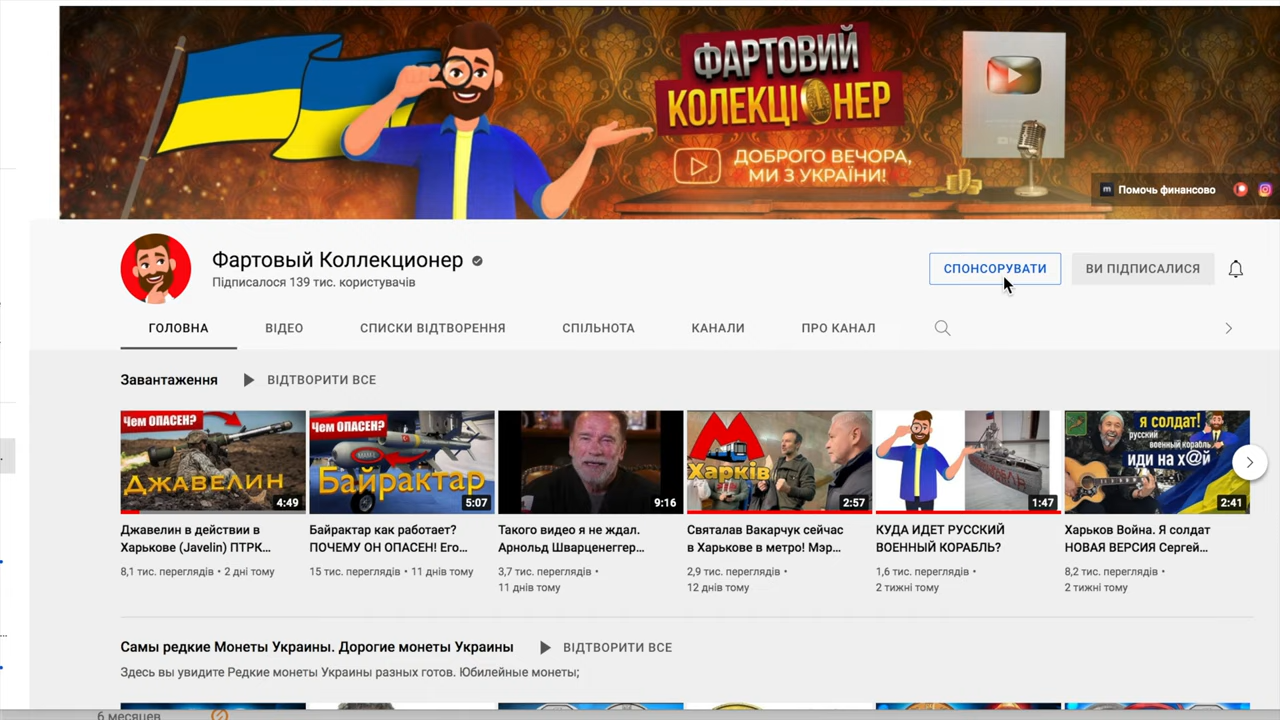 ФАРТОВИЙ
КОЛЕКЦІОНЕР
ДОБРОГО ВЕЧОРА,
МИ З УКРАЇНИ!
m Помочь финансово
Фартовый Коллекционер
Підписалося 139 тис. користувачів
СПОНСОРУВАТИ
ВИ ПІДПИСАЛИСЯ
ГОЛОВНА ВІДЕО СПИСКИ ВІДТВОРЕННЯ СПІЛЬНОТА КАНАЛИ ПРО КАНАЛ
Завантаження ВІДТВОРИТИ ВСЕ
Чем ОПАСЕН?
ДЖАВЕЛИН
4:49
Джавелин в действии в
Харькове (Javelin) ПТРК...
8,1 тис. переглядів • 2 дні тому
Чем ОПАСЕН?
Байрактар
5:07
Байрактар как работает?
ПОЧЕМУ ОН ОПАСЕН! Его...
15 тис. переглядів • 11 днів тому
9:16
Такого видео я не ждал.
Арнольд Шварценеггер...
3,7 тис. переглядів •
11 днів тому
Харків
2:57
Святалав Вакарчук сейчас
в Харькове в метро! Мэр...
2,9 тис. переглядів •
12 днів тому
1:47
КУДА ИДЕТ РУССКИЙ
ВОЕННЫЙ КОРАБЛЬ?
1,6 тис. переглядів •
2 тижні тому
я солдат!
русский
военный корабль
иди на х@й
2:41
Харьков Война. Я солдат
НОВАЯ ВЕРСИЯ Сергей...
8,2 тис. переглядів •
2 тижні тому
Самы редкие Монеты Украины. Дорогие монеты Украины ВІДТВОРИТИ ВСЕ
Здесь вы увидите Редкие монеты Украины разных готов. Юбилейные монеты;
6 месяцев